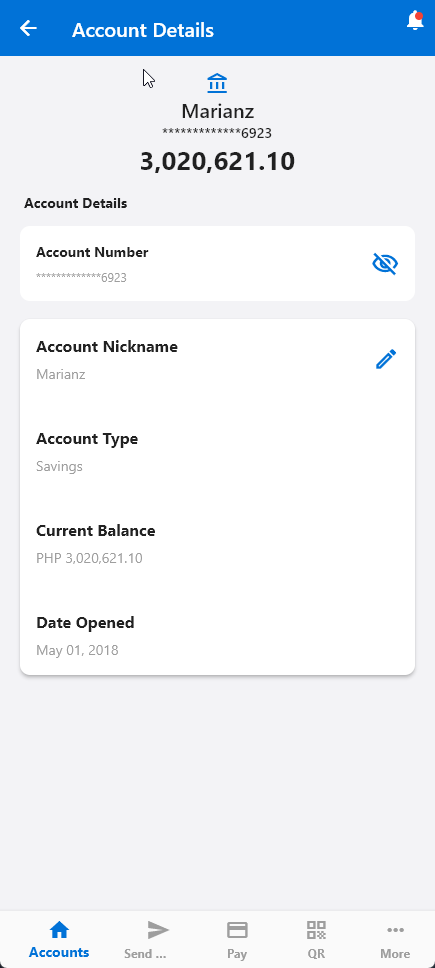 Account Details
Marianz
*************6923
3,020,621.10
Account Details
Account Number
*************6923
Account Nickname
Marianz
Account Type
Savings
Current Balance
PHP 3,020,621.10
Date Opened
May 01, 2018
Accounts
Send ...
Pay
QR
More